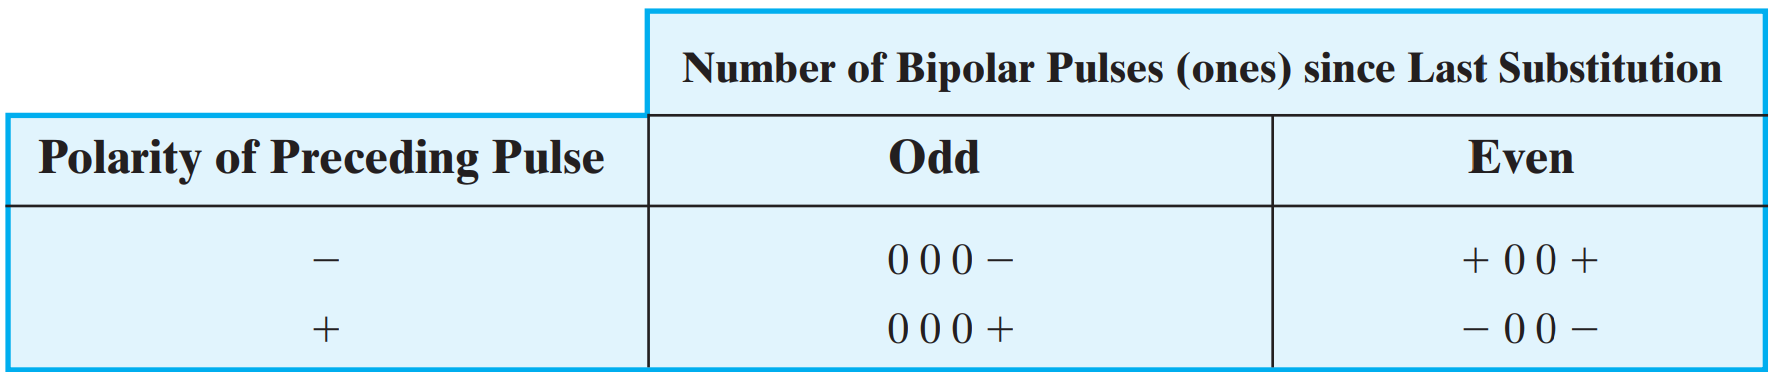 Number of Bipolar Pulses (ones) since Last Substitution
Polarity of Preceding Pulse Odd Even
− 0 0 0 − + 0 0 +
+ 0 0 0 + − 0 0 −